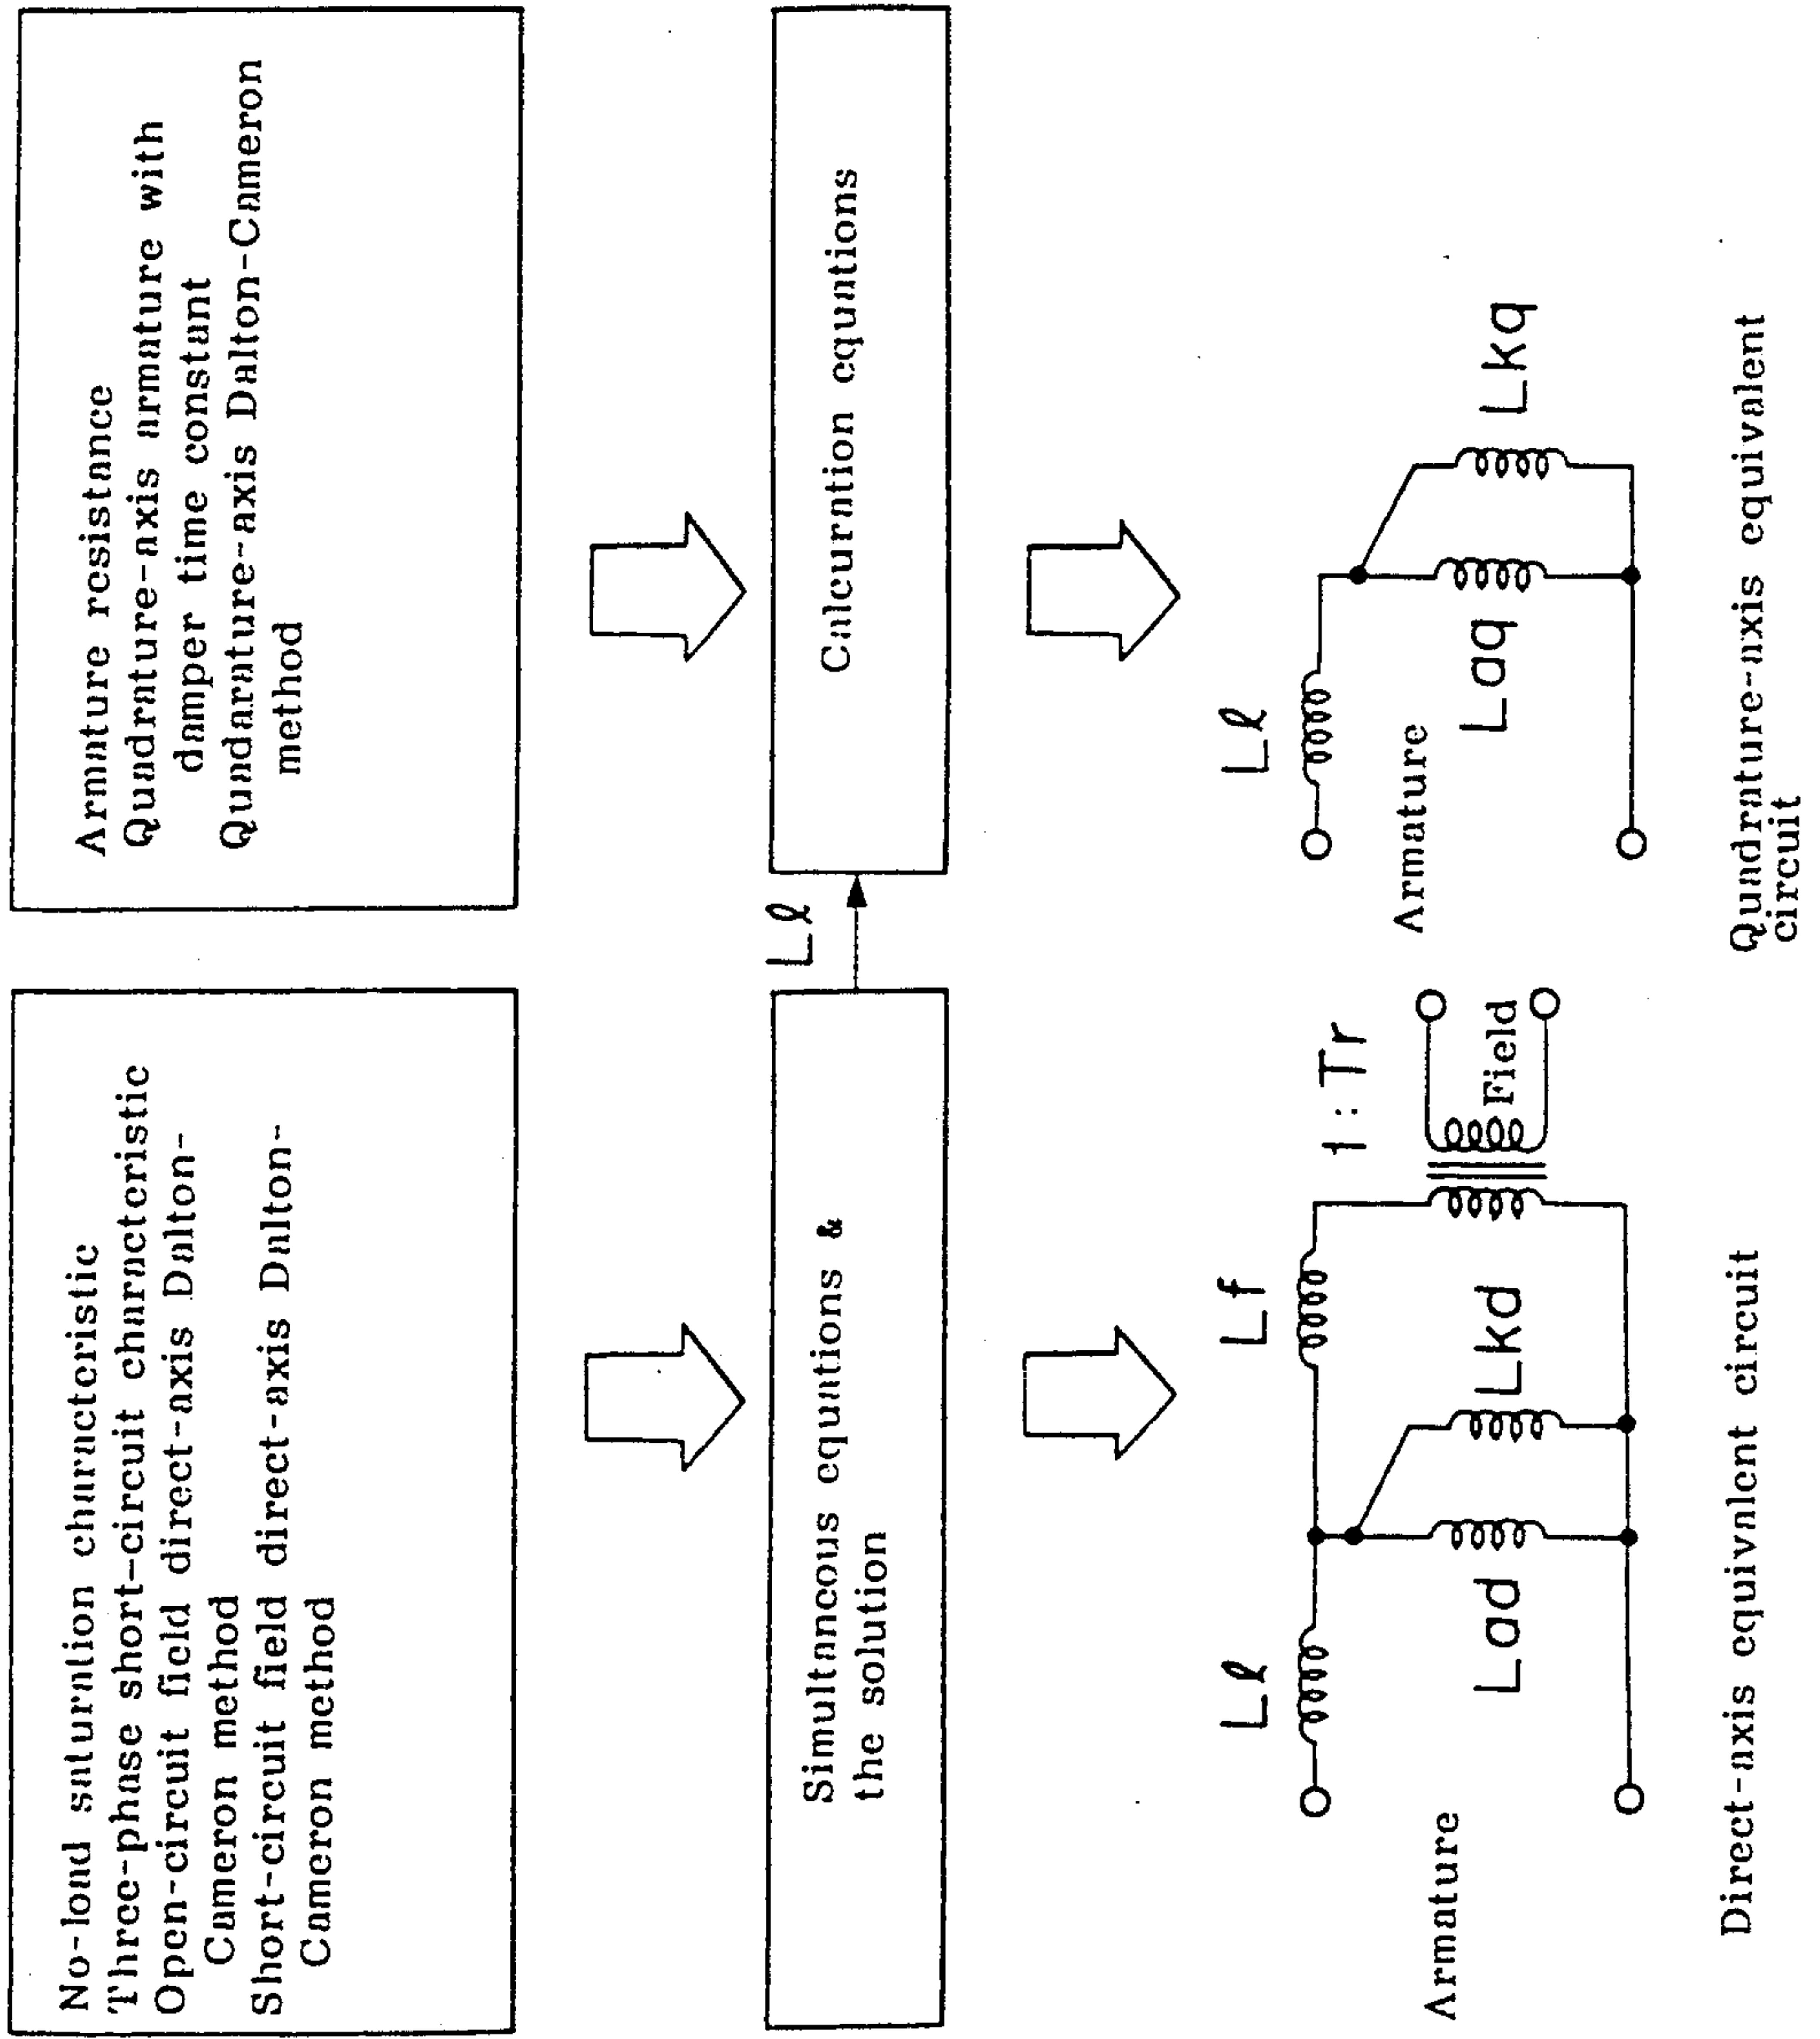 No-load saturation characteristic
Three-phase short-circuit characteristic
Open-circuit field direct-axis Dalton-
Cameron method
Short-circuit field direct-axis Dalton-
Cameron method
Armature resistance
Quadrature-axis armature with
damper time constant
Quadarature-axis Dalton-Cameron
method
Simultaneous equations &
the solution
Lℓ
Calcuration equations
Lℓ
Lf
1:Tr
Lad
Lkd
Field
Armature
Direct-axis equivalent circuit
Lℓ
Laq
Lkq
Armature
Quadrature-axis equivalent
circuit